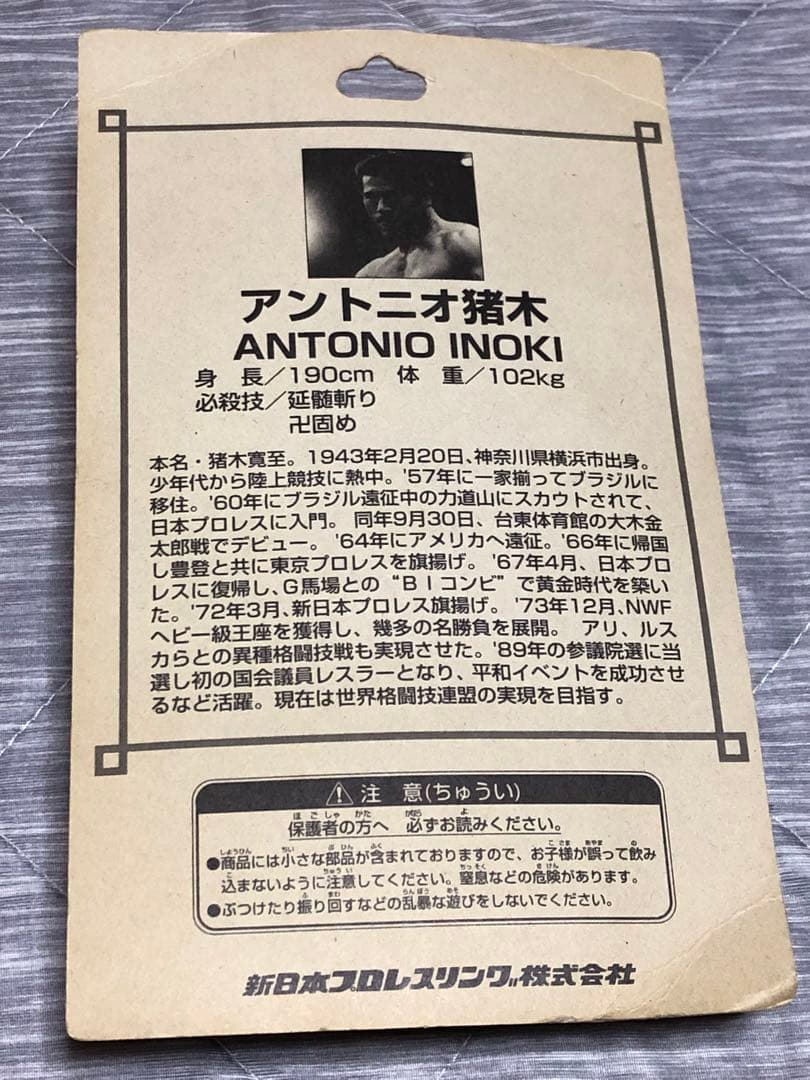 アントニオ猪木
ANTONIO INOKI
身　長／190cm　体　重／102kg
必殺技／延髄斬り
卍固め
本名・猪木寛至。1943年2月20日、神奈川県横浜市出身。
少年代から陸上競技に熱中。'57年に一家揃ってブラジルに
移住。'60年にブラジル遠征中の力道山にスカウトされて、
日本プロレスに入門。同年9月30日、台東体育館の大木金
太郎戦でデビュー。'64年にアメリカへ遠征。'66年に帰国
し豊登と共に東京プロレスを旗揚げ。'67年4月、日本プロ
レスに復帰し、G馬場との“BIコンビ”で黄金時代を築い
た。'72年3月、新日本プロレス旗揚げ。'73年12月、NWF
ヘビー級王座を獲得し、幾多の名勝負を展開。アリ、ルス
カらとの異種格闘技戦も実現させた。'89年の参議院選に当
選し初の国会議員レスラーとなり、平和イベントを成功させ
るなど活躍。現在は世界格闘技連盟の実現を目指す。
⚠注　意(ちゅうい)
保護者の方へ　必ずお読みください。
●商品には小さな部品が含まれておりますので、お子様が誤って飲み
込まないように注意してください。窒息などの危険があります。
●ぶつけたり振り回すなどの乱暴な遊びをしないでください。
新日本プロレスリング株式会社